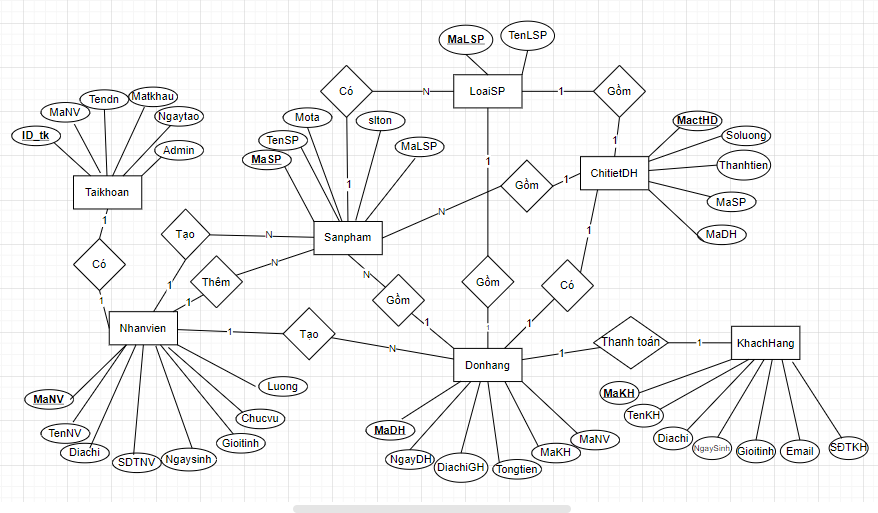 MaLSP
TenLSP
Có
N
LoaiSP
1
Gồm
Tendn
Matkhau
MaNV
Ngaytao
ID_tk
Admin
Mota
slton
TenSP
MaSP
MaLSP
1
1
1
MactHD
Soluong
Thanhtien
MaSP
MaDH
ChitietDH
Gồm
1
N
Taikhoan
1
Có
1
Tạo
N
Sanpham
1
Thêm
N
1
N
Gồm
1
Gồm
1
Có
1
1
Nhanvien
1
Tạo
N
Donhang
1
Thanh toán
1
KhachHang
MaNV
TenNV
Diachi
SDTNV
Ngaysinh
Gioitinh
Chucvu
Luong
MaDH
NgayDH
DiachiGH
Tongtien
MaKH
MaNV
MaKH
TenKH
Diachi
NgaySinh
Gioitinh
Email
SĐTKH